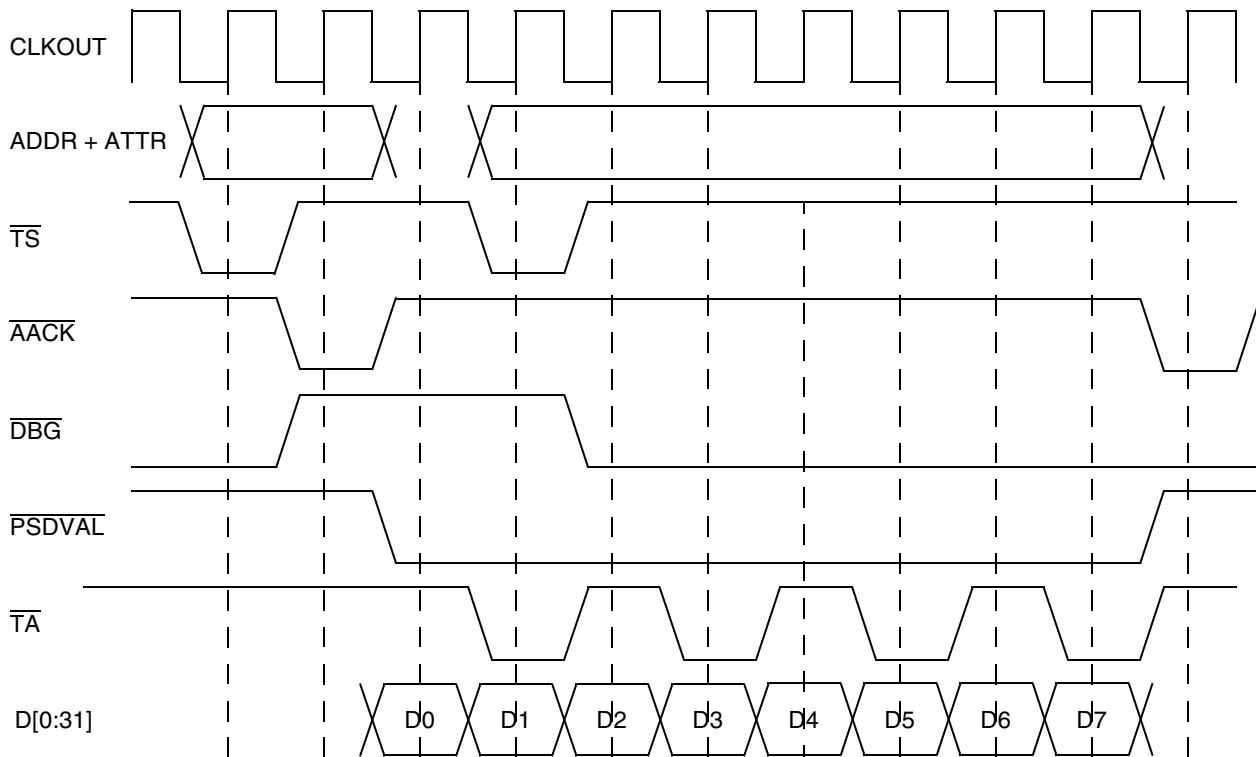 CLKOUT
ADDR + ATTR
TS
AACK
DBG
PSDVAL
TA
D[0:31] D0 D1 D2 D3 D4 D5 D6 D7